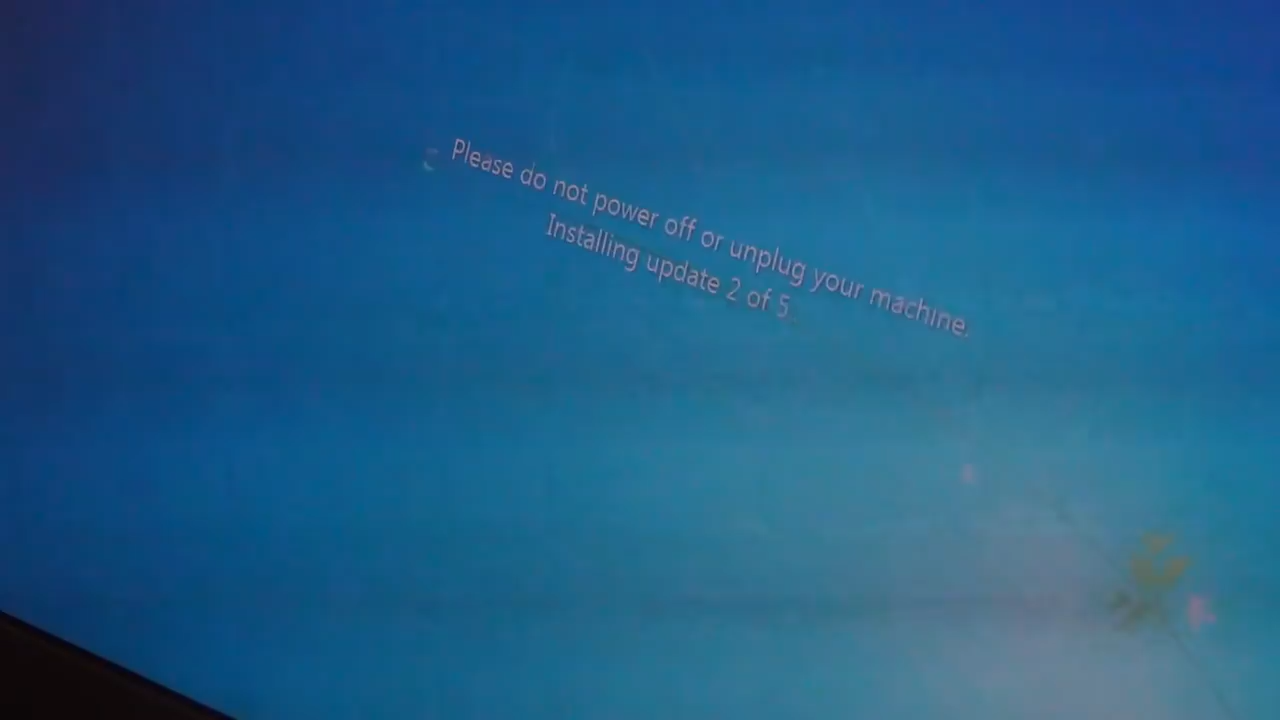 Please do not power off or unplug your machine.
Installing update 2 of 5..